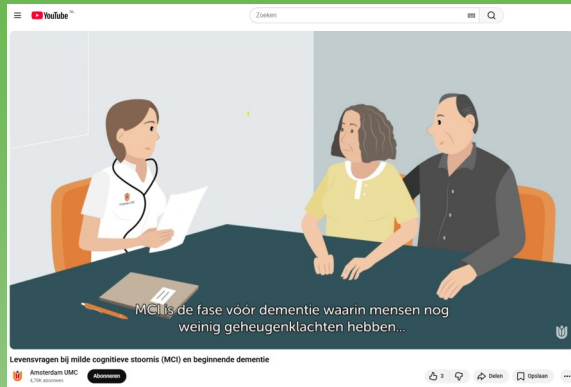 YouTube NL
Zoeken
MCI is de fase vóór dementie waarin mensen nog
weinig geheugenklachten hebben...
Levensvragen bij milde cognitieve stoornis (MCI) en beginnende dementie
Amsterdam UMC
4,79K abonnees
Abonneren
3
Delen
Opslaan